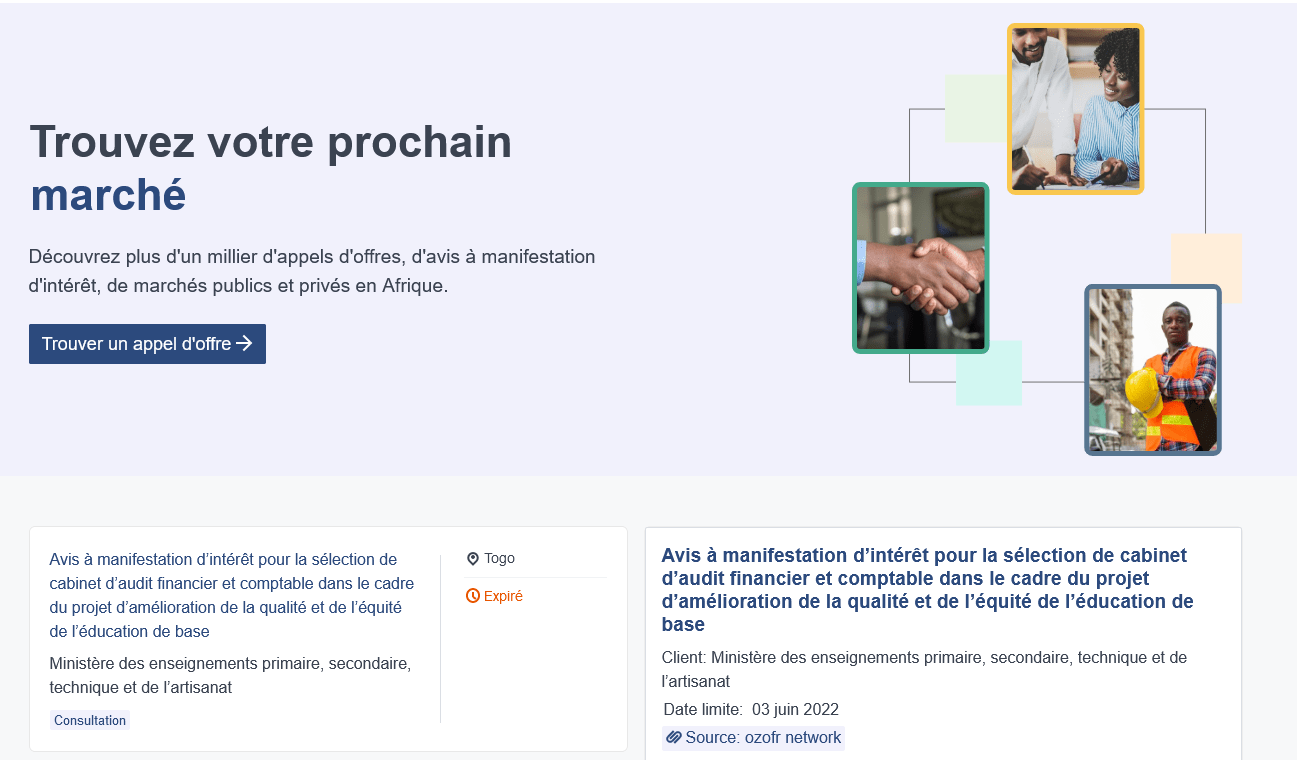 Trouvez votre prochain
marché
Découvrez plus d'un millier d'appels d'offres, d'avis à manifestation
d'intérêt, de marchés publics et privés en Afrique.
Trouver un appel d'offre
Avis à manifestation d’intérêt pour la sélection de
cabinet d’audit financier et comptable dans le cadre
du projet d’amélioration de la qualité et de l’équité
de l’éducation de base
Ministère des enseignements primaire, secondaire,
technique et de l’artisanat
Consultation
Togo
Expiré
Avis à manifestation d’intérêt pour la sélection de cabinet
d’audit financier et comptable dans le cadre du projet
d’amélioration de la qualité et de l’équité de l’éducation de
base
Client: Ministère des enseignements primaire, secondaire, technique et de
l’artisanat
Date limite: 03 juin 2022
Source: ozofr network